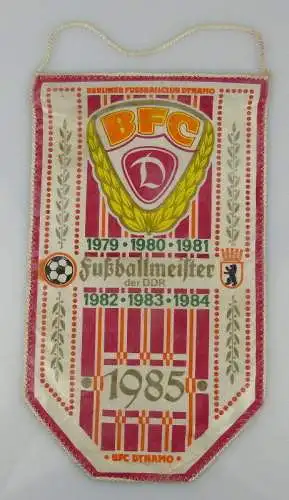 BERLINER FUSSBALLCLUB DYNAMO
BFC
D
1979 • 1980 • 1981
Fußballmeister
der DDR
1982 • 1983 • 1984
• 1985 •
• BFC DYNAMO •